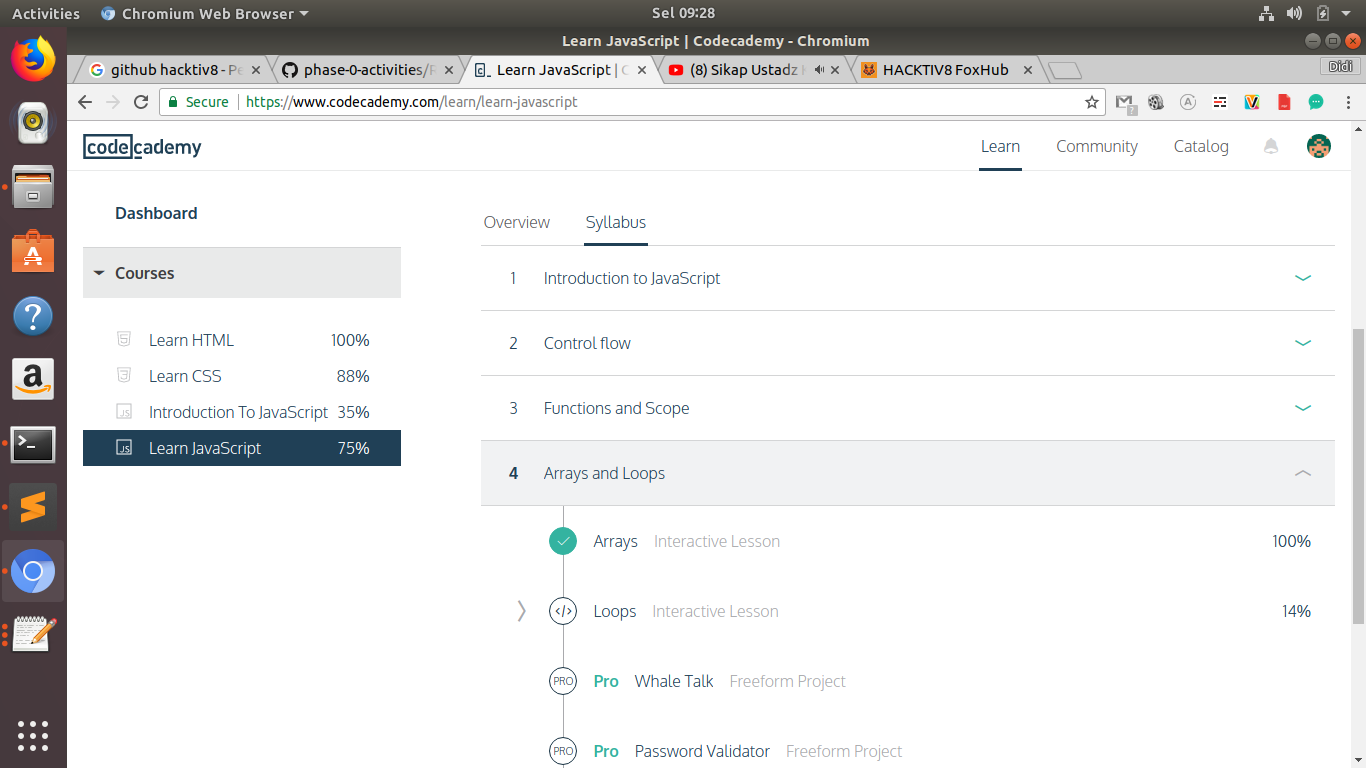 Activities Chromium Web Browser Sel 09:28
Learn JavaScript | Codecademy - Chromium
github hacktiv8 - Pe phase-0-activities/ Learn JavaScript | C (8) Sikap Ustadz HACKTIV8 FoxHub Didi
Secure https://www.codecademy.com/learn/learn-javascript
codecademy Learn Community Catalog
Dashboard
Overview Syllabus
Courses
1 Introduction to JavaScript
Learn HTML 100%
2 Control flow
Learn CSS 88%
Introduction To JavaScript 35%
3 Functions and Scope
JS Learn JavaScript 75%
4 Arrays and Loops
Arrays Interactive Lesson 100%
</> Loops Interactive Lesson 14%
PRO Pro Whale Talk Freeform Project
PRO Pro Password Validator Freeform Project